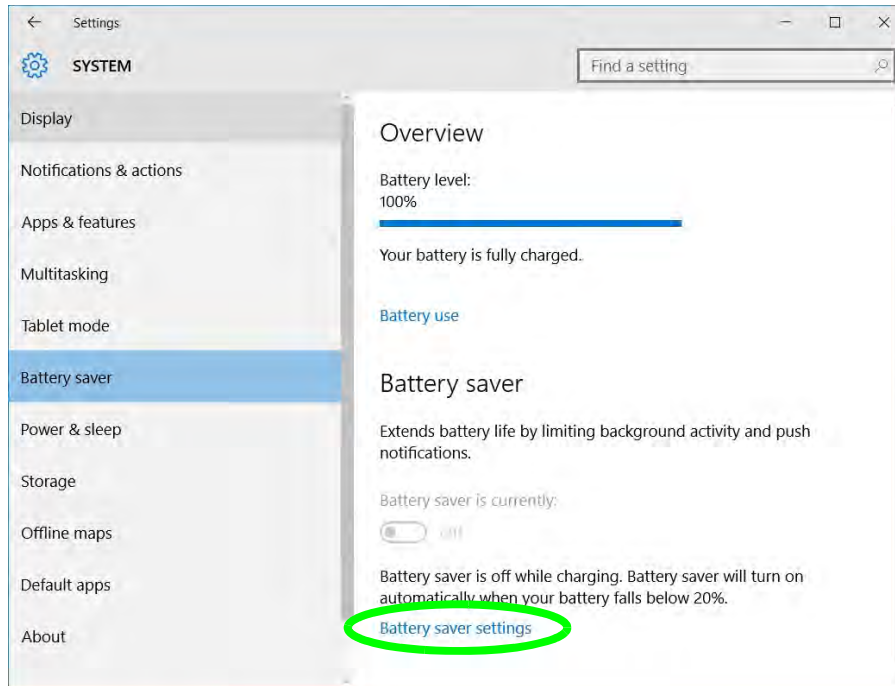 Settings
SYSTEM
Find a setting
Display
Notifications & actions
Apps & features
Multitasking
Tablet mode
Battery saver
Power & sleep
Storage
Offline maps
Default apps
About
Overview
Battery level:
100%
Your battery is fully charged.
Battery use
Battery saver
Extends battery life by limiting background activity and push
notifications.
Battery saver is currently:
Off
Battery saver is off while charging. Battery saver will turn on
automatically when your battery falls below 20%.
Battery saver settings